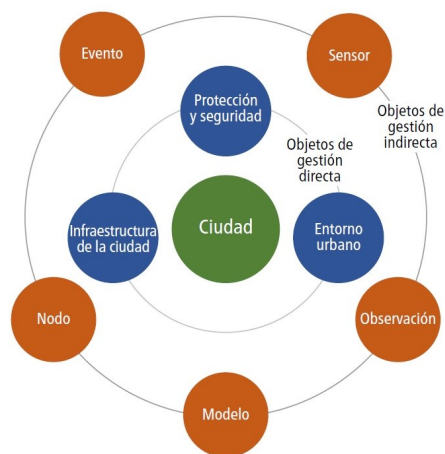 Evento
Sensor
Protección
y seguridad
Objetos de
gestión
indirecta
Objetos de
gestión
directa
Infraestructura
de la ciudad
Ciudad
Entorno
urbano
Nodo
Observación
Modelo